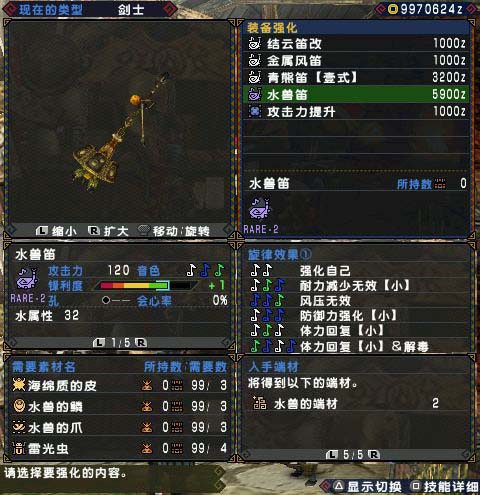 现在的类型 剑士
9970624z
装备强化
结云笛改 1000z
金属风笛 1000z
青熊笛【壹式】 3200z
水兽笛 5900z
攻击力提升 1000z
水兽笛 所持数 0
RARE-2
L 缩小 R 扩大 移动/旋转
水兽笛
攻击力 120 音色
锋利度 +1
RARE-2
孔 ●—— 会心率 0%
水属性 32
L 1/5 R
旋律效果①
强化自己
耐力减少无效【小】
风压无效
防御力强化【小】
体力回复【小】
体力回复【小】&解毒
需要素材名 所持数/需要数
海绵质的皮 0 99/ 3
水兽的鳞 0 99/ 3
水兽的爪 0 99/ 3
雷光虫 0 99/ 4
入手端材
将得到以下的端材。
水兽的端材 2
L 5/5 R
请选择要强化的内容。
△显示切换 □技能详细